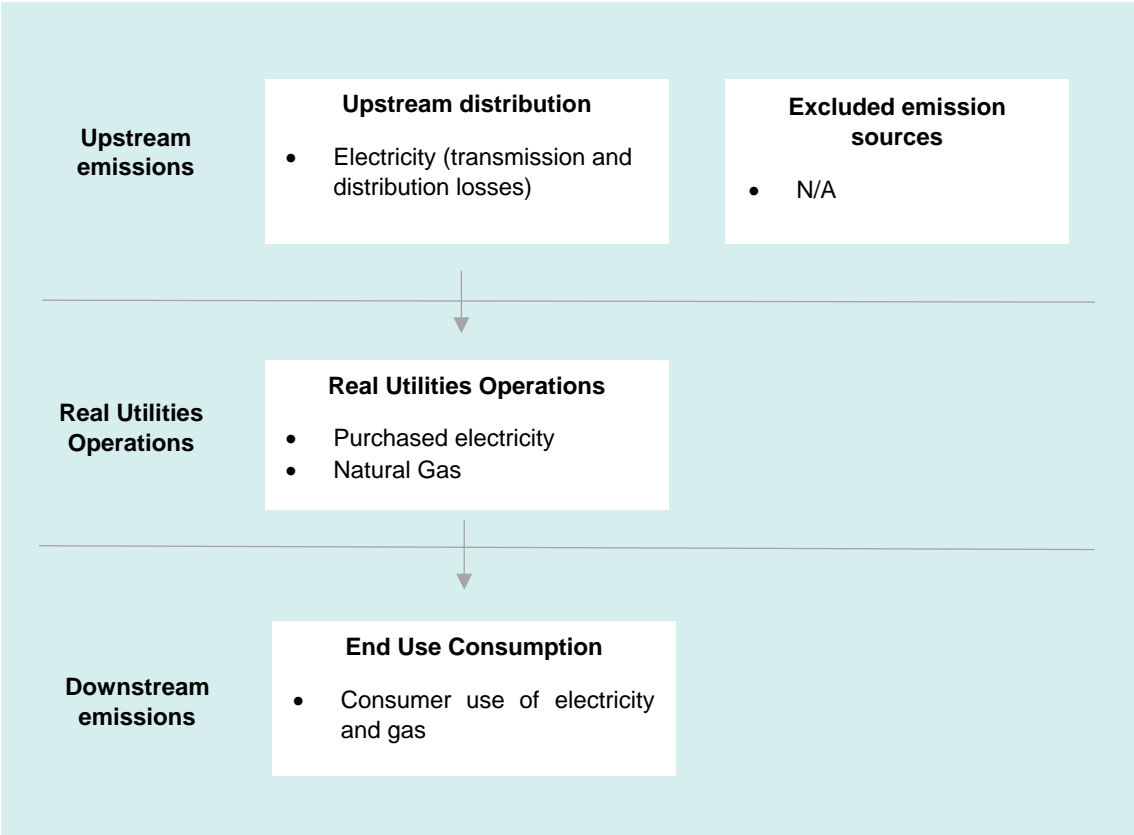 Upstream
emissions
Upstream distribution
• Electricity (transmission and
distribution losses)
Excluded emission
sources
• N/A
Real Utilities
Operations
Real Utilities Operations
• Purchased electricity
• Natural Gas
Downstream
emissions
End Use Consumption
• Consumer use of electricity
and gas